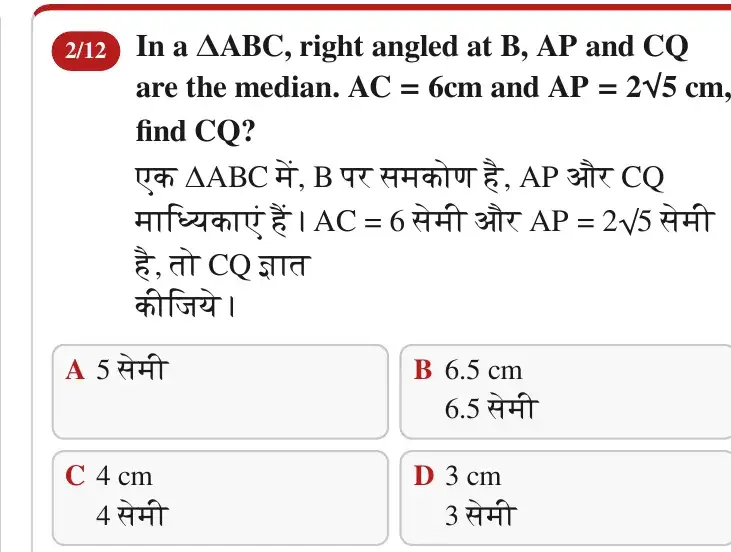 2/12 In a ΔABC, right angled at B, AP and CQ
are the median. AC = 6cm and AP = 2√5 cm,
find CQ?
एक ΔABC में, B पर समकोण है, AP और CQ
माध्यिकाएं हैं। AC = 6 सेमी और AP = 2√5 सेमी
है, तो CQ ज्ञात
कीजिये।
A 5 सेमी
B 6.5 cm
6.5 सेमी
C 4 cm
4 सेमी
D 3 cm
3 सेमी